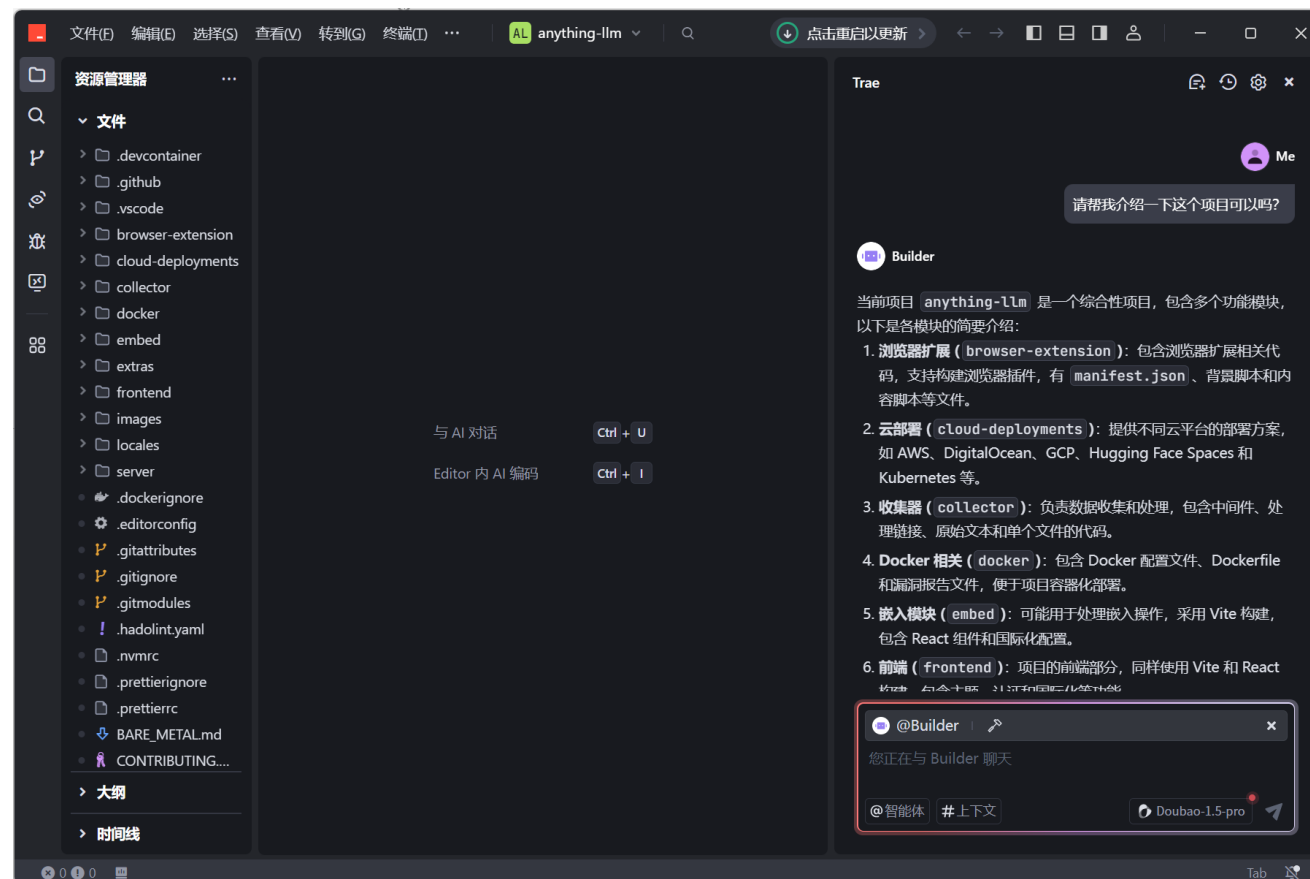 文件(F) 编辑(E) 选择(S) 查看(V) 转到(G) 终端(T) ··· AL anything-llm 点击重启以更新
资源管理器 ···
文件
.devcontainer
.github
.vscode
browser-extension
cloud-deployments
collector
docker
embed
extras
frontend
images
locales
server
.dockerignore
.editorconfig
.gitattributes
.gitignore
.gitmodules
.hadolint.yaml
.nvmrc
.prettierignore
.prettierrc
BARE_METAL.md
CONTRIBUTING....
大纲
时间线
与 AI 对话 Ctrl + U
Editor 内 AI 编码 Ctrl + I
Trae
Me
请帮我介绍一下这个项目可以吗?
Builder
当前项目 anything-llm 是一个综合性项目，包含多个功能模块，
以下是各模块的简要介绍：
1. 浏览器扩展 ( browser-extension )：包含浏览器扩展相关代
码，支持构建浏览器插件，有 manifest.json 、背景脚本和内
容脚本等文件。
2. 云部署 ( cloud-deployments )：提供不同云平台的部署方案，
如 AWS、DigitalOcean、GCP、Hugging Face Spaces 和
Kubernetes 等。
3. 收集器 ( collector )：负责数据收集和处理，包含中间件、处
理链接、原始文本和单个文件的代码。
4. Docker 相关 ( docker )：包含 Docker 配置文件、Dockerfile
和漏洞报告文件，便于项目容器化部署。
5. 嵌入模块 ( embed )：可能用于处理嵌入操作，采用 Vite 构建，
包含 React 组件和国际化配置。
6. 前端 ( frontend )：项目的前端部分，同样使用 Vite 和 React
构建，包含主题、认证和国际化等功能
@Builder
您正在与 Builder 聊天
@智能体 #上下文 Doubao-1.5-pro
0 0 Tab